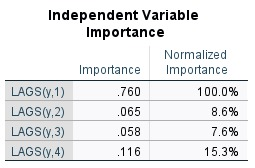 Independent Variable
Importance
Normalized
Importance Importance
LAGS(y,1) .760 100.0%
LAGS(y,2) .065 8.6%
LAGS(y,3) .058 7.6%
LAGS(y,4) .116 15.3%